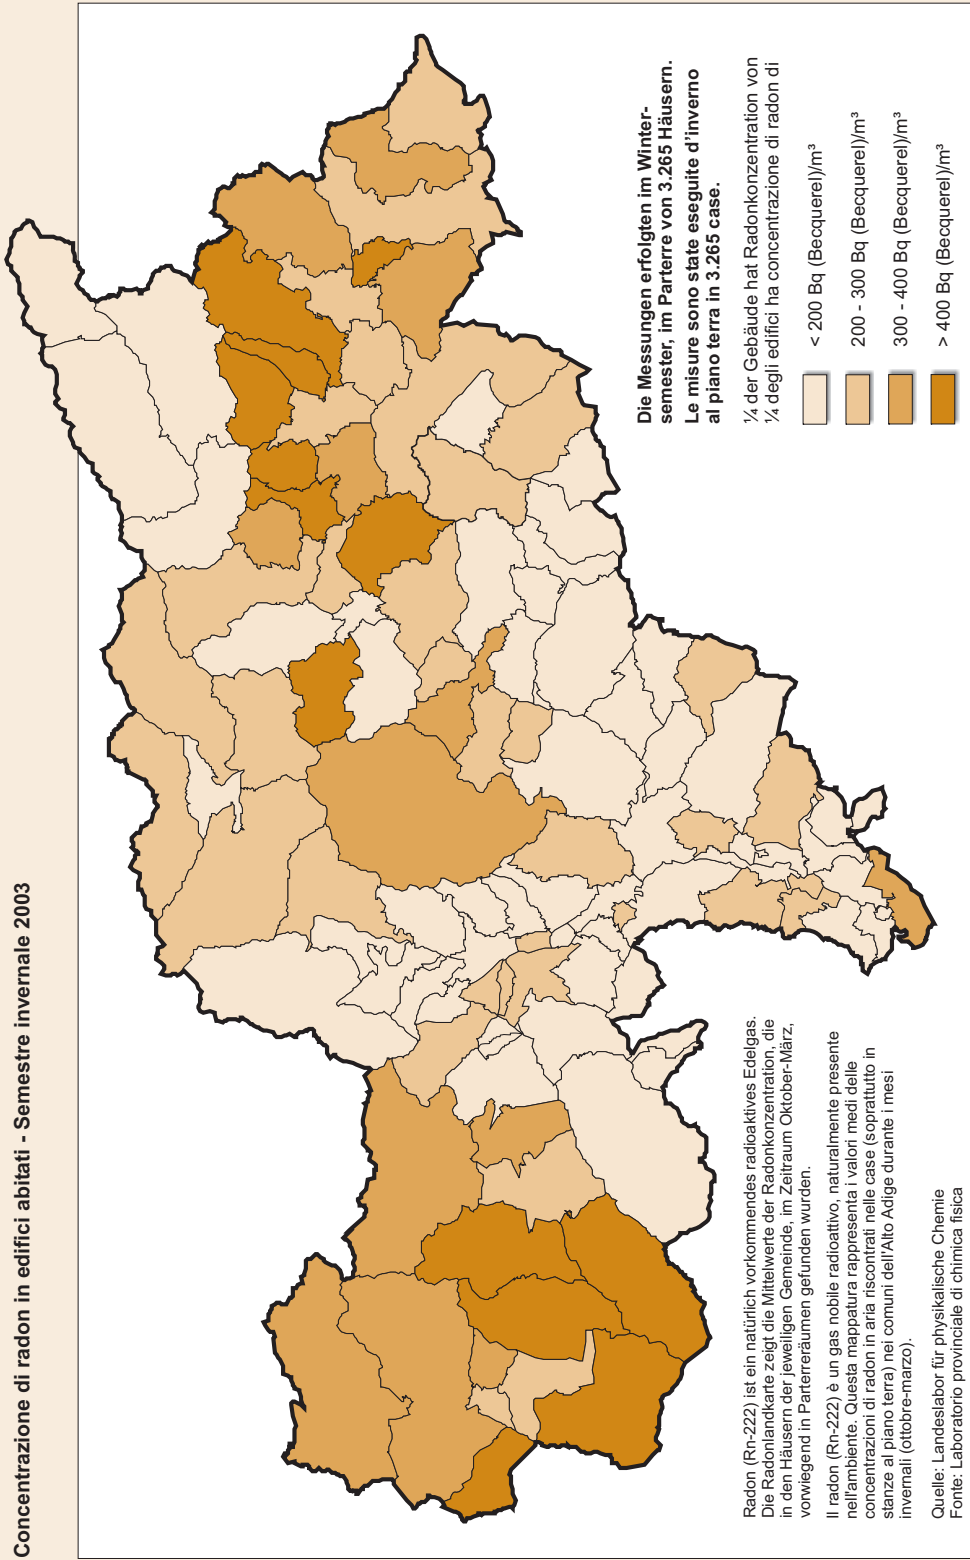 Concentrazione di radon in edifici abitati - Semestre invernale 2003
Die Messungen erfolgten im Winter-
semester, im Parterre von 3.265 Häusern.
Le misure sono state eseguite d'inverno
al piano terra in 3.265 case.
¼ der Gebäude hat Radonkonzentration von
¼ degli edifici ha concentrazione di radon di
< 200 Bq (Becquerel)/m³
200 - 300 Bq (Becquerel)/m³
300 - 400 Bq (Becquerel)/m³
> 400 Bq (Becquerel)/m³
Radon (Rn-222) ist ein natürlich vorkommendes radioaktives Edelgas.
Die Radonlandkarte zeigt die Mittelwerte der Radonkonzentration, die
in den Häusern der jeweiligen Gemeinde, im Zeitraum Oktober-März,
vorwiegend in Parterreräumen gefunden wurden.
Il radon (Rn-222) è un gas nobile radioattivo, naturalmente presente
nell'ambiente. Questa mappatura rappresenta i valori medi delle
concentrazioni di radon in aria riscontrati nelle case (soprattutto in
stanze al piano terra) nei comuni dell'Alto Adige durante i mesi
invernali (ottobre-marzo).
Quelle: Landeslabor für physikalische Chemie
Fonte: Laboratorio provinciale di chimica fisica